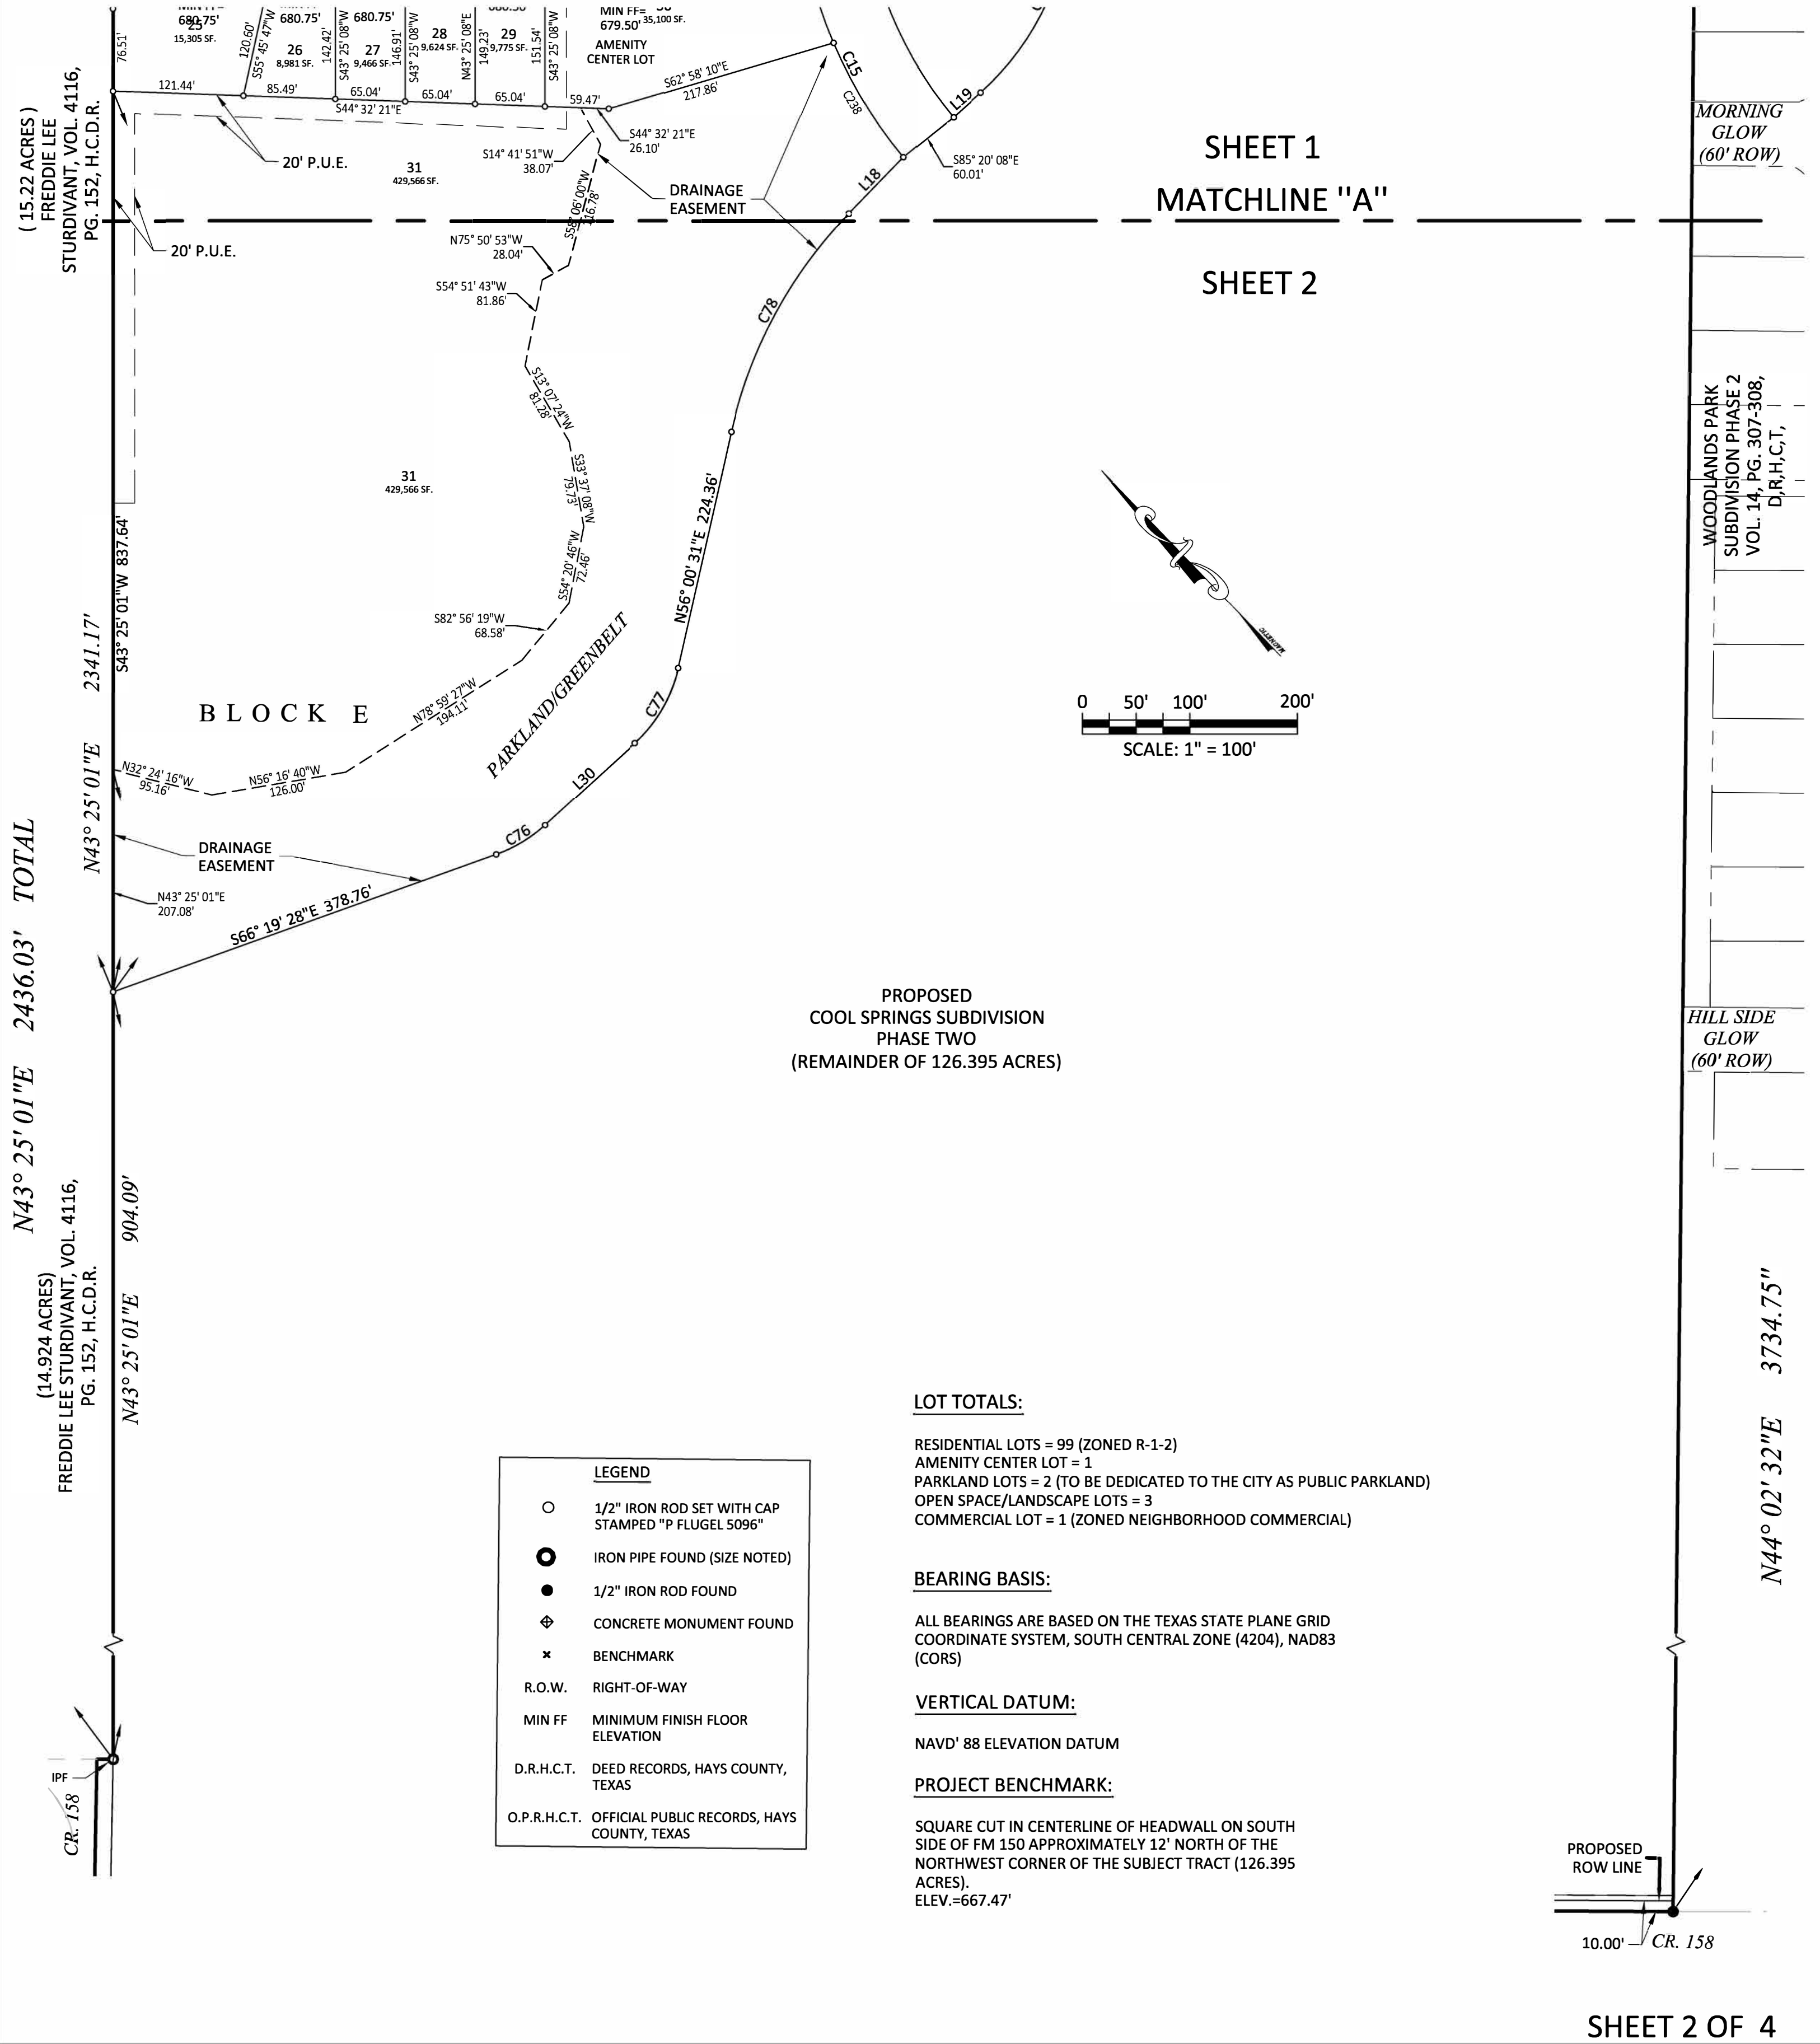 680.75'
25
15,305 SF.
76.51'
120.60'
S55° 45' 47"W
680.75'
26
8,981 SF.
142.42'
S43° 25' 08"W
680.75'
27
9,466 SF.
146.91'
S43° 25' 08"W
28
9,624 SF.
N43° 25' 08"E
149.23'
29
9,775 SF.
151.54'
S43° 25' 08"W
MIN FF=
679.50'
35,100 SF.
AMENITY
CENTER LOT
121.44'
85.49'
65.04'
65.04'
65.04'
59.47'
S44° 32' 21"E
S62° 58' 10"E
217.86'
C15
C238
L19
L18
S85° 20' 08"E
60.01'
S44° 32' 21"E
26.10'
S14° 41' 51"W
38.07'
20' P.U.E.
31
429,566 SF.
DRAINAGE
EASEMENT
( 15.22 ACRES )
FREDDIE LEE
STURDIVANT, VOL. 4116,
PG. 152, H.C.D.R.
20' P.U.E.
SHEET 1
MATCHLINE "A"
SHEET 2
MORNING
GLOW
(60' ROW)
S58° 06' 00"W
116.78'
N75° 50' 53"W
28.04'
S54° 51' 43"W
81.86'
C78
S13° 07' 24"W
81.28'
S33° 37' 08"W
79.73'
S54° 20' 46"W
72.46'
S82° 56' 19"W
68.58'
31
429,566 SF.
N56° 00' 31"E 224.36'
WOODLANDS PARK
SUBDIVISION PHASE 2
VOL. 14, PG. 307-308,
D,R,H,C,T,
MAGNETIC
0 50' 100' 200'
SCALE: 1" = 100'
S43° 25' 01"W 837.64'
N43° 25' 01"E 2341.17'
BLOCK E
PARKLAND/GREENBELT
N78° 59' 27"W
194.11'
C77
L30
C76
N32° 24' 16"W
95.16'
N56° 16' 40"W
126.00'
DRAINAGE
EASEMENT
N43° 25' 01"E
207.08'
S66° 19' 28"E 378.76'
N43° 25' 01"E 2436.03' TOTAL
PROPOSED
COOL SPRINGS SUBDIVISION
PHASE TWO
(REMAINDER OF 126.395 ACRES)
HILL SIDE
GLOW
(60' ROW)
(14.924 ACRES)
FREDDIE LEE STURDIVANT, VOL. 4116,
PG. 152, H.C.D.R.
N43° 25' 01"E 904.09'
N44° 02' 32"E 3734.75"
LEGEND
1/2" IRON ROD SET WITH CAP
STAMPED "P FLUGEL 5096"
IRON PIPE FOUND (SIZE NOTED)
1/2" IRON ROD FOUND
CONCRETE MONUMENT FOUND
BENCHMARK
R.O.W. RIGHT-OF-WAY
MIN FF MINIMUM FINISH FLOOR
ELEVATION
D.R.H.C.T. DEED RECORDS, HAYS COUNTY,
TEXAS
O.P.R.H.C.T. OFFICIAL PUBLIC RECORDS, HAYS
COUNTY, TEXAS
LOT TOTALS:
RESIDENTIAL LOTS = 99 (ZONED R-1-2)
AMENITY CENTER LOT = 1
PARKLAND LOTS = 2 (TO BE DEDICATED TO THE CITY AS PUBLIC PARKLAND)
OPEN SPACE/LANDSCAPE LOTS = 3
COMMERCIAL LOT = 1 (ZONED NEIGHBORHOOD COMMERCIAL)
BEARING BASIS:
ALL BEARINGS ARE BASED ON THE TEXAS STATE PLANE GRID
COORDINATE SYSTEM, SOUTH CENTRAL ZONE (4204), NAD83
(CORS)
VERTICAL DATUM:
NAVD' 88 ELEVATION DATUM
PROJECT BENCHMARK:
SQUARE CUT IN CENTERLINE OF HEADWALL ON SOUTH
SIDE OF FM 150 APPROXIMATELY 12' NORTH OF THE
NORTHWEST CORNER OF THE SUBJECT TRACT (126.395
ACRES).
ELEV.=667.47'
IPF
CR. 158
PROPOSED
ROW LINE
10.00'
CR. 158
SHEET 2 OF 4